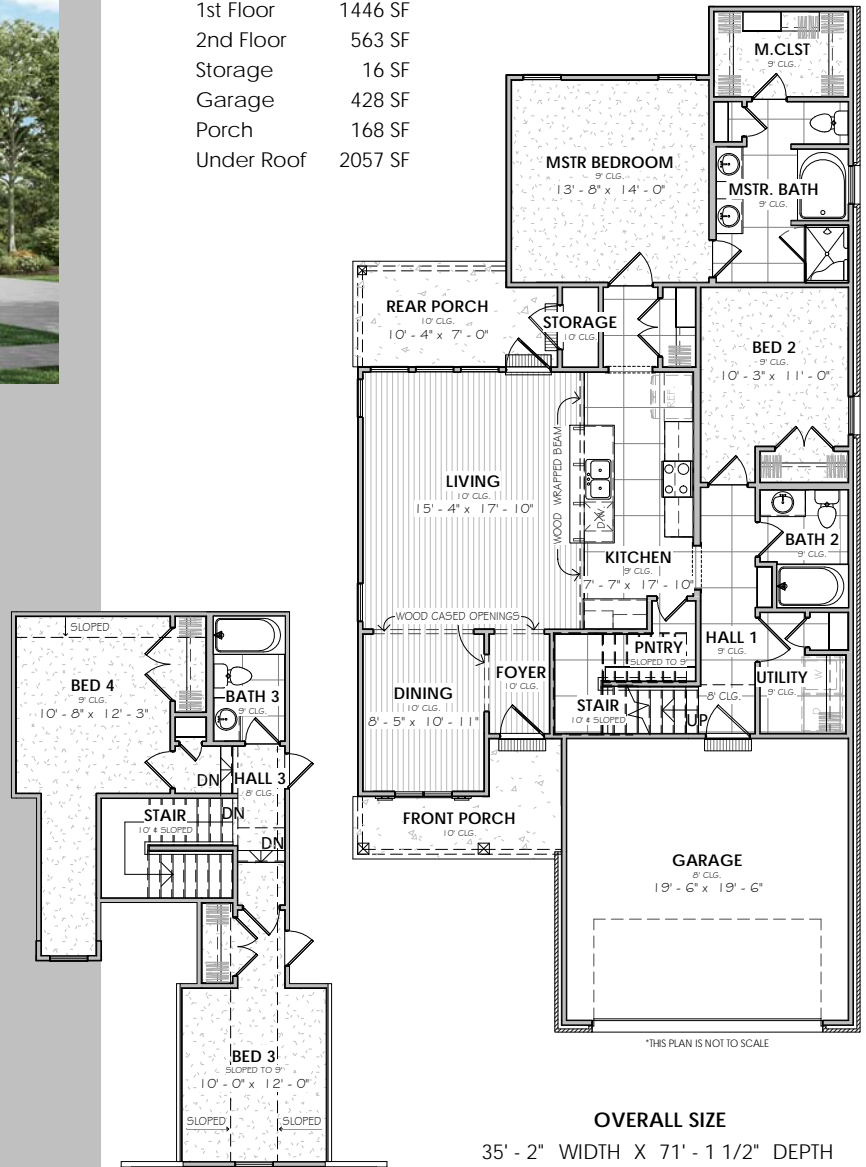 1st Floor 1446 SF
2nd Floor 563 SF
Storage 16 SF
Garage 428 SF
Porch 168 SF
Under Roof 2057 SF
M.CLST
9' CLG.
MSTR BEDROOM
9' CLG.
13' - 8" x 14' - 0"
MSTR. BATH
9' CLG.
REAR PORCH
10' CLG.
10' - 4" x 7' - 0"
STORAGE
10' CLG.
BED 2
9' CLG.
10' - 3" x 11' - 0"
REF
WOOD WRAPPED BEAM
LIVING
10' CLG.
15' - 4" x 17' - 10"
D/W
KITCHEN
9' CLG.
7' - 7" x 17' - 10"
BATH 2
9' CLG.
WOOD CASED OPENINGS
PNTRY
SLOPED TO 9'
HALL 1
9' CLG.
FOYER
10' CLG.
DINING
10' CLG.
8' - 5" x 10' - 11"
STAIR
10' & SLOPED
UP
8' CLG.
UTILITY
9' CLG.
W
D
FRONT PORCH
10' CLG.
GARAGE
8' CLG.
19' - 6" x 19' - 6"
*THIS PLAN IS NOT TO SCALE
SLOPED
BED 4
9' CLG.
10' - 8" x 12' - 3"
BATH 3
9' CLG.
DN
HALL 3
8' CLG.
STAIR
10' & SLOPED
DN
DN
BED 3
SLOPED TO 9'
10' - 0" x 12' - 0"
SLOPED
SLOPED
OVERALL SIZE
35' - 2" WIDTH X 71' - 1 1/2" DEPTH